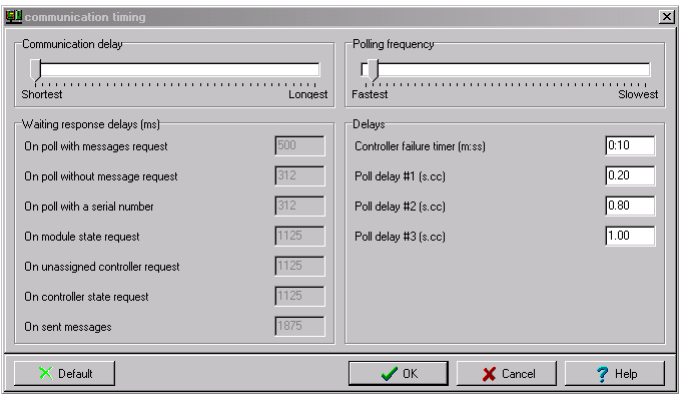 communication timing
Communication delay
Shortest Longest
Polling frequency
Fastest Slowest
Waiting response delays (ms)
On poll with messages request 500
On poll without message request 312
On poll with a serial number 312
On module state request 1125
On unassigned controller request 1125
On controller state request 1125
On sent messages 1875
Delays
Controller failure timer (m:ss) 0:10
Poll delay #1 (s.cc) 0.20
Poll delay #2 (s.cc) 0.80
Poll delay #3 (s.cc) 1.00
Default OK Cancel Help